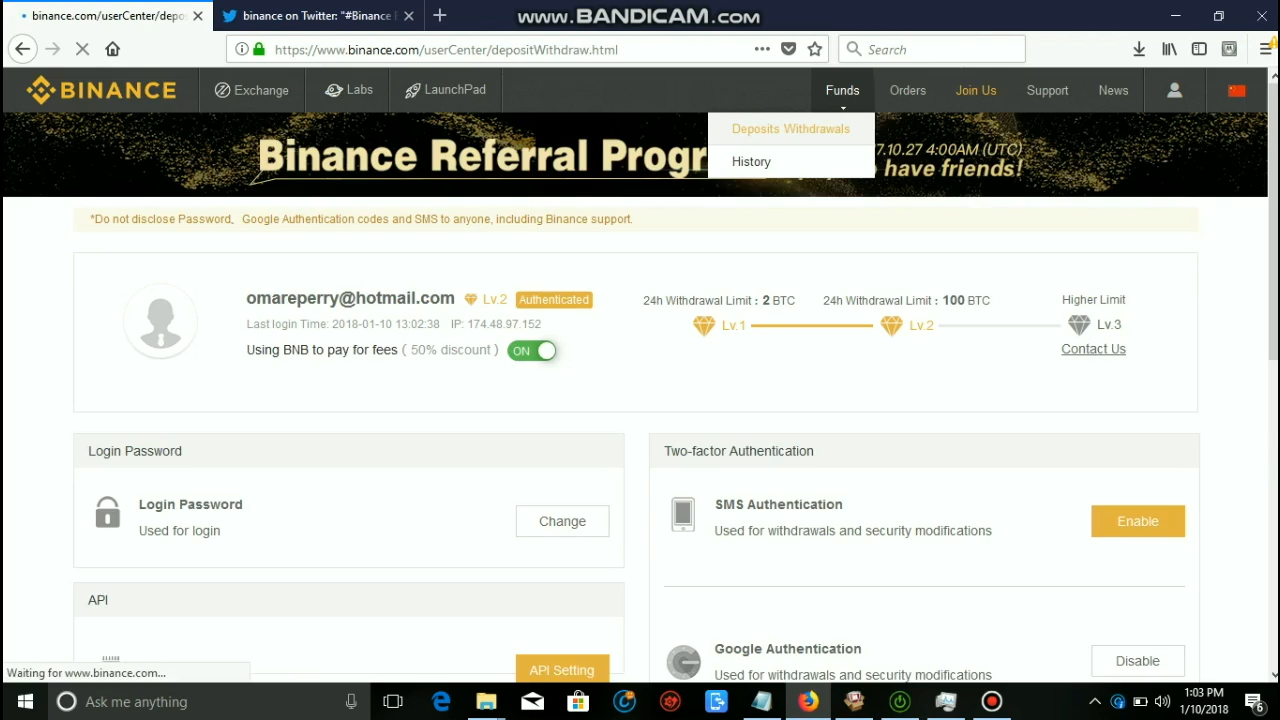 binance.com/userCenter/depos
binance on Twitter: "#Binance
www.BANDICAM.com
https://www.binance.com/userCenter/depositWithdraw.html
Search
BINANCE
Exchange
Labs
LaunchPad
Funds
Orders
Join Us
Support
News
Deposits Withdrawals
History
Binance Referral Progr
7.10.27 4:00AM (UTC)
have friends!
*Do not disclose Password、Google Authentication codes and SMS to anyone, including Binance support.
omareperry@hotmail.com Lv.2 Authenticated
Last login Time: 2018-01-10 13:02:38 IP: 174.48.97.152
Using BNB to pay for fees ( 50% discount ) ON
24h Withdrawal Limit : 2 BTC
24h Withdrawal Limit : 100 BTC
Higher Limit
Lv.1
Lv.2
Lv.3
Contact Us
Login Password
Login Password
Used for login
Change
Two-factor Authentication
SMS Authentication
Used for withdrawals and security modifications
Enable
API
API Setting
Google Authentication
Used for withdrawals and security modifications
Disable
Waiting for www.binance.com...
Ask me anything
1:03 PM
1/10/2018
6